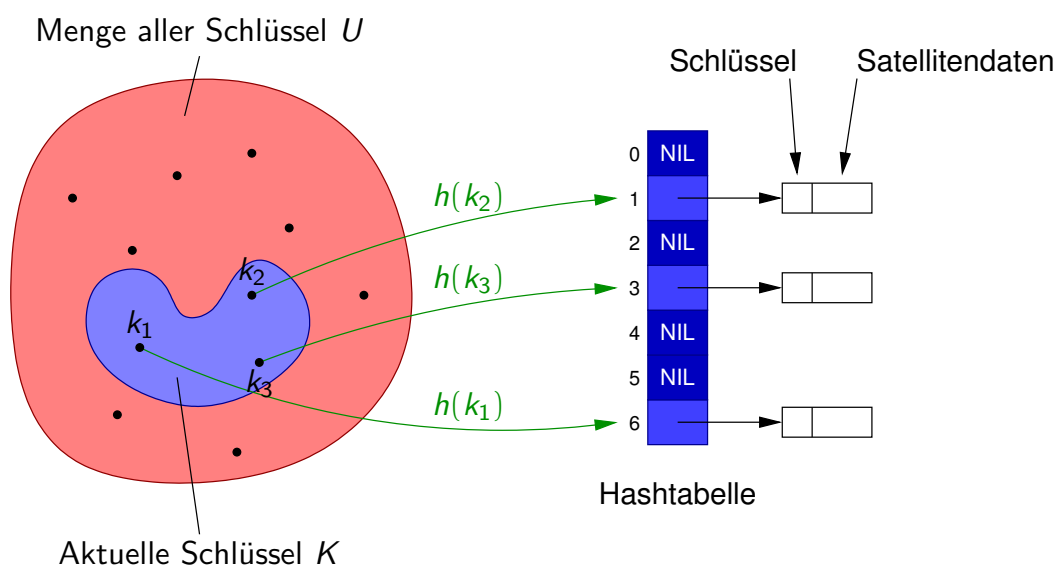 Menge aller Schlüssel U
Schlüssel
Satellitendaten
0 NIL
1
h(k₂)
2 NIL
k₂
h(k₃)
3
k₁
4 NIL
k₃
5 NIL
h(k₁)
6
Hashtabelle
Aktuelle Schlüssel K